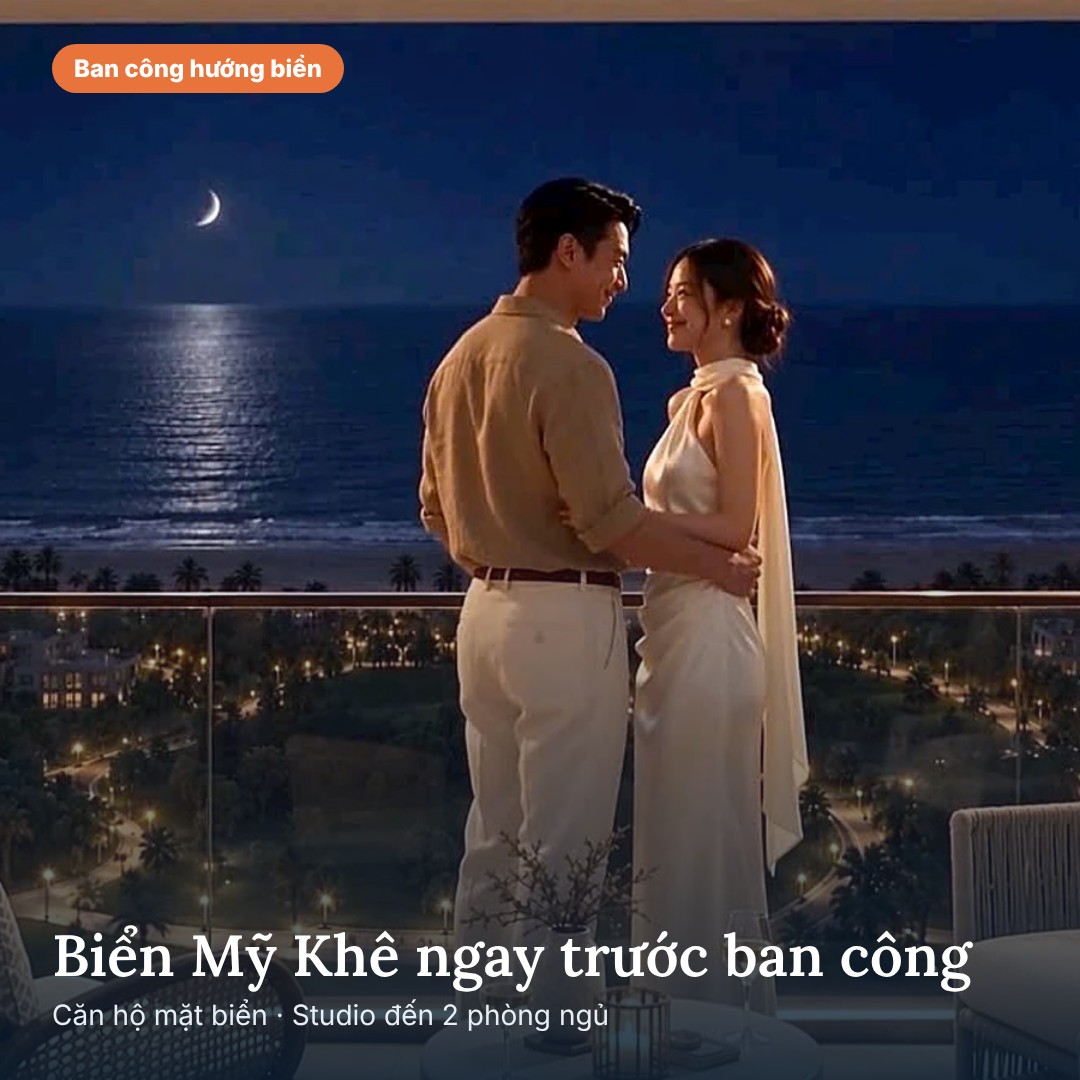 Ban công hướng biển
Biển Mỹ Khê ngay trước ban công
Căn hộ mặt biển · Studio đến 2 phòng ngủ